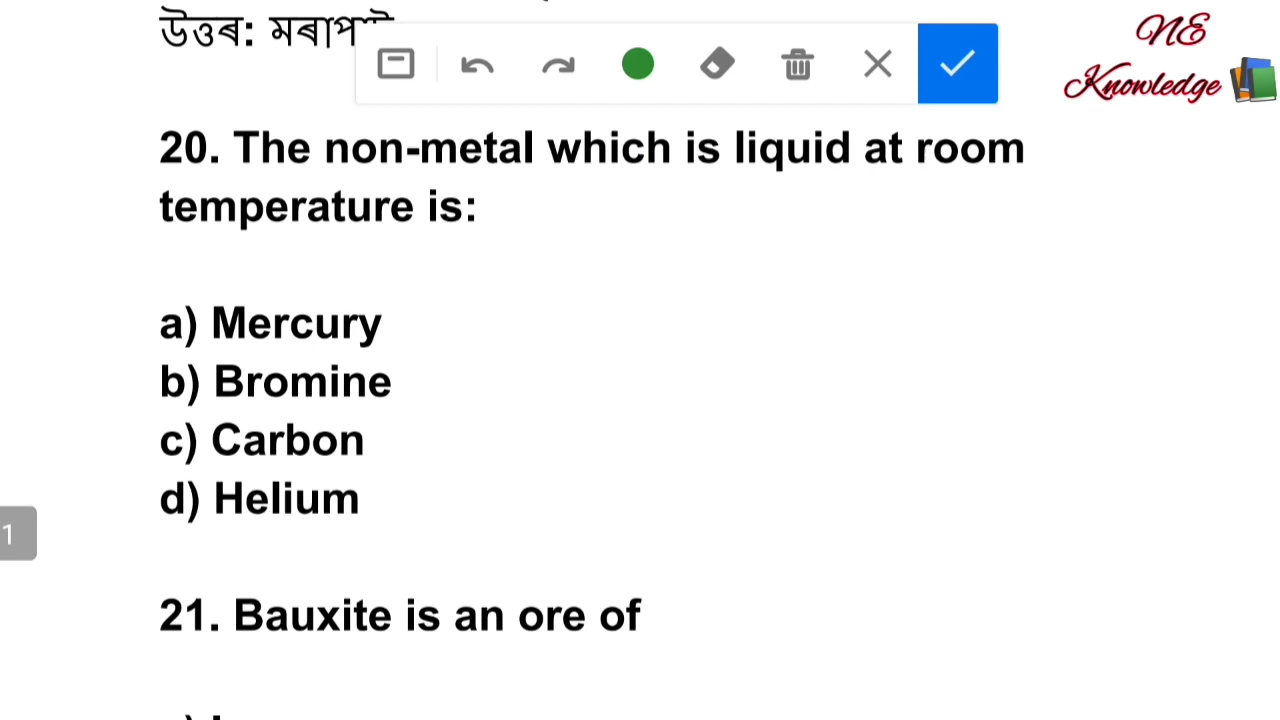 উত্তৰ:
NE
Knowledge
20. The non-metal which is liquid at room
temperature is:
a) Mercury
b) Bromine
c) Carbon
d) Helium
1
21. Bauxite is an ore of